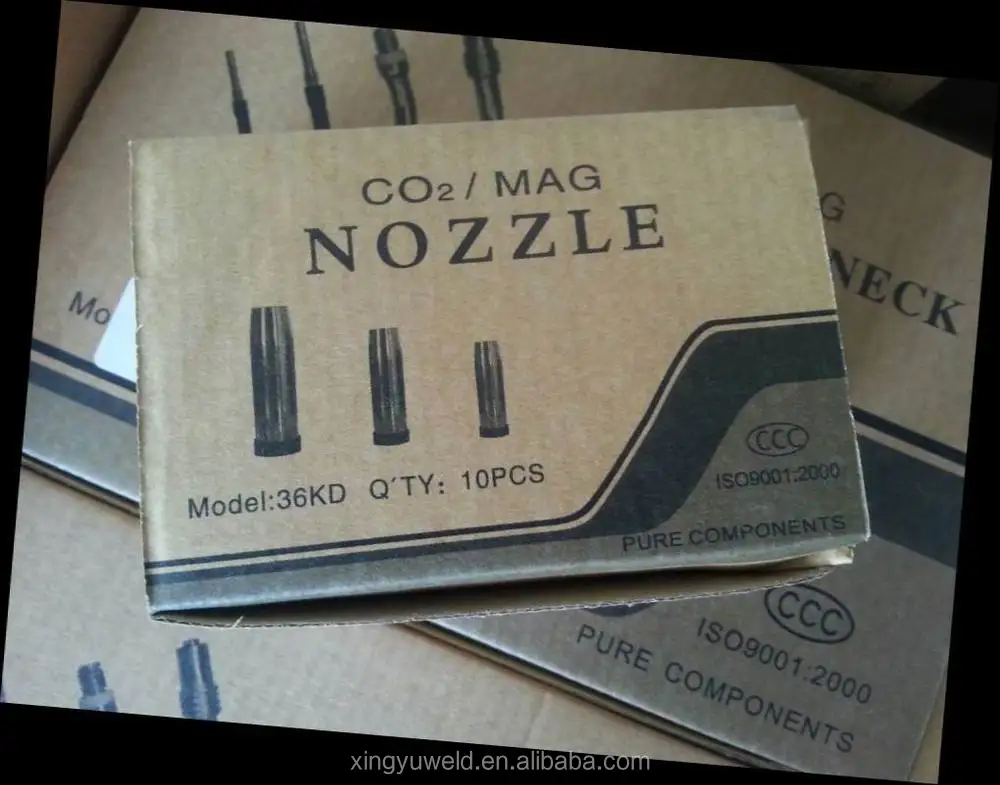 CO2 / MAG
NOZZLE
Model:36KD Q'TY: 10PCS
CCC
ISO9001:2000
PURE COMPONENTS
G
NECK
Mo
CCC
ISO9001:2000
PURE COMPONENTS
xingyuweld.en.alibaba.com